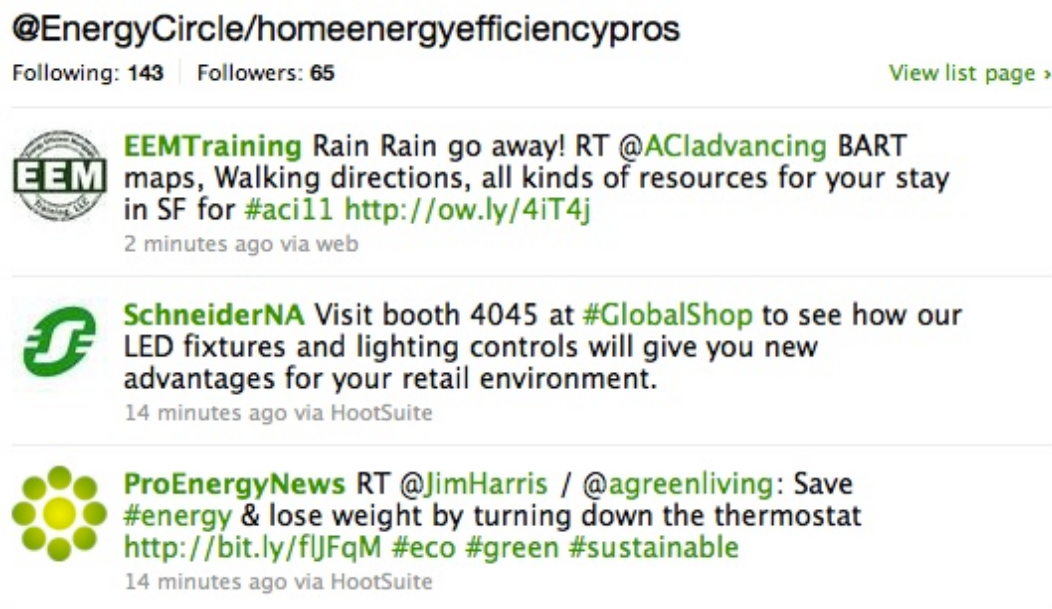 @EnergyCircle/homeenergyefficiencypros
Following: 143 Followers: 65
View list page ›
EEM
EEMTraining Rain Rain go away! RT @ACIadvancing BART
maps, Walking directions, all kinds of resources for your stay
in SF for #aci11 http://ow.ly/4iT4j
2 minutes ago via web
SchneiderNA Visit booth 4045 at #GlobalShop to see how our
LED fixtures and lighting controls will give you new
advantages for your retail environment.
14 minutes ago via HootSuite
ProEnergyNews RT @JimHarris / @agreenliving: Save
#energy & lose weight by turning down the thermostat
http://bit.ly/flJFqM #eco #green #sustainable
14 minutes ago via HootSuite